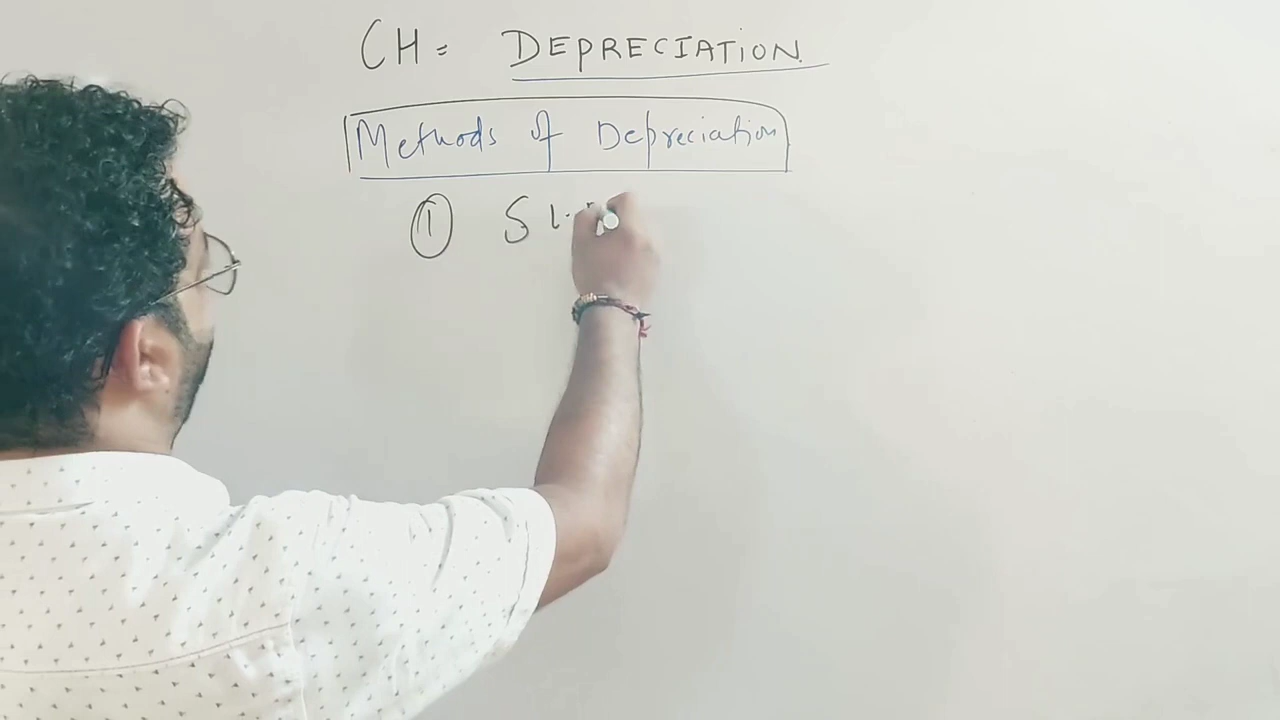 CH= DEPRECIATION
Methods of Depreciation
①